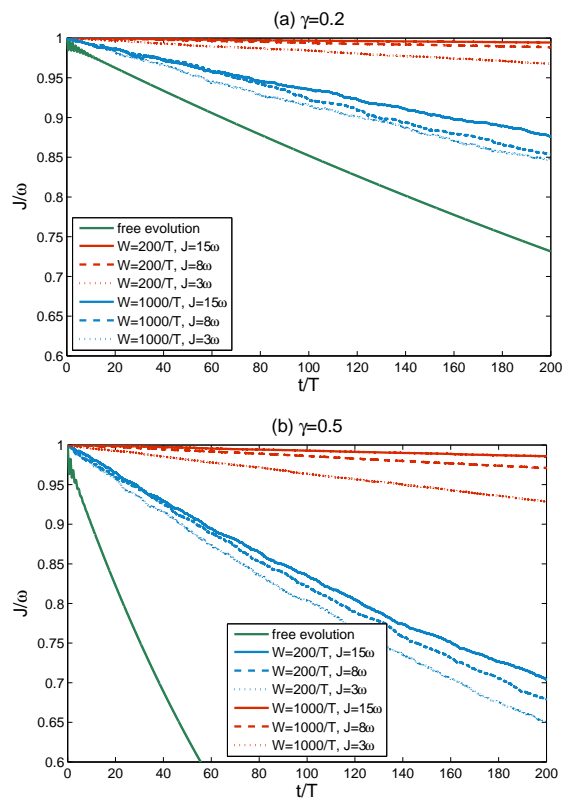 (a) γ=0.2
1
0.95
0.9
0.85
0.8
0.75
0.7
0.65
0.6
J/ω
free evolution
W=200/T, J=15ω
W=200/T, J=8ω
W=200/T, J=3ω
W=1000/T, J=15ω
W=1000/T, J=8ω
W=1000/T, J=3ω
0 20 40 60 80 100 120 140 160 180 200
t/T
(b) γ=0.5
1
0.95
0.9
0.85
0.8
0.75
0.7
0.65
0.6
J/ω
free evolution
W=200/T, J=15ω
W=200/T, J=8ω
W=200/T, J=3ω
W=1000/T, J=15ω
W=1000/T, J=8ω
W=1000/T, J=3ω
0 20 40 60 80 100 120 140 160 180 200
t/T